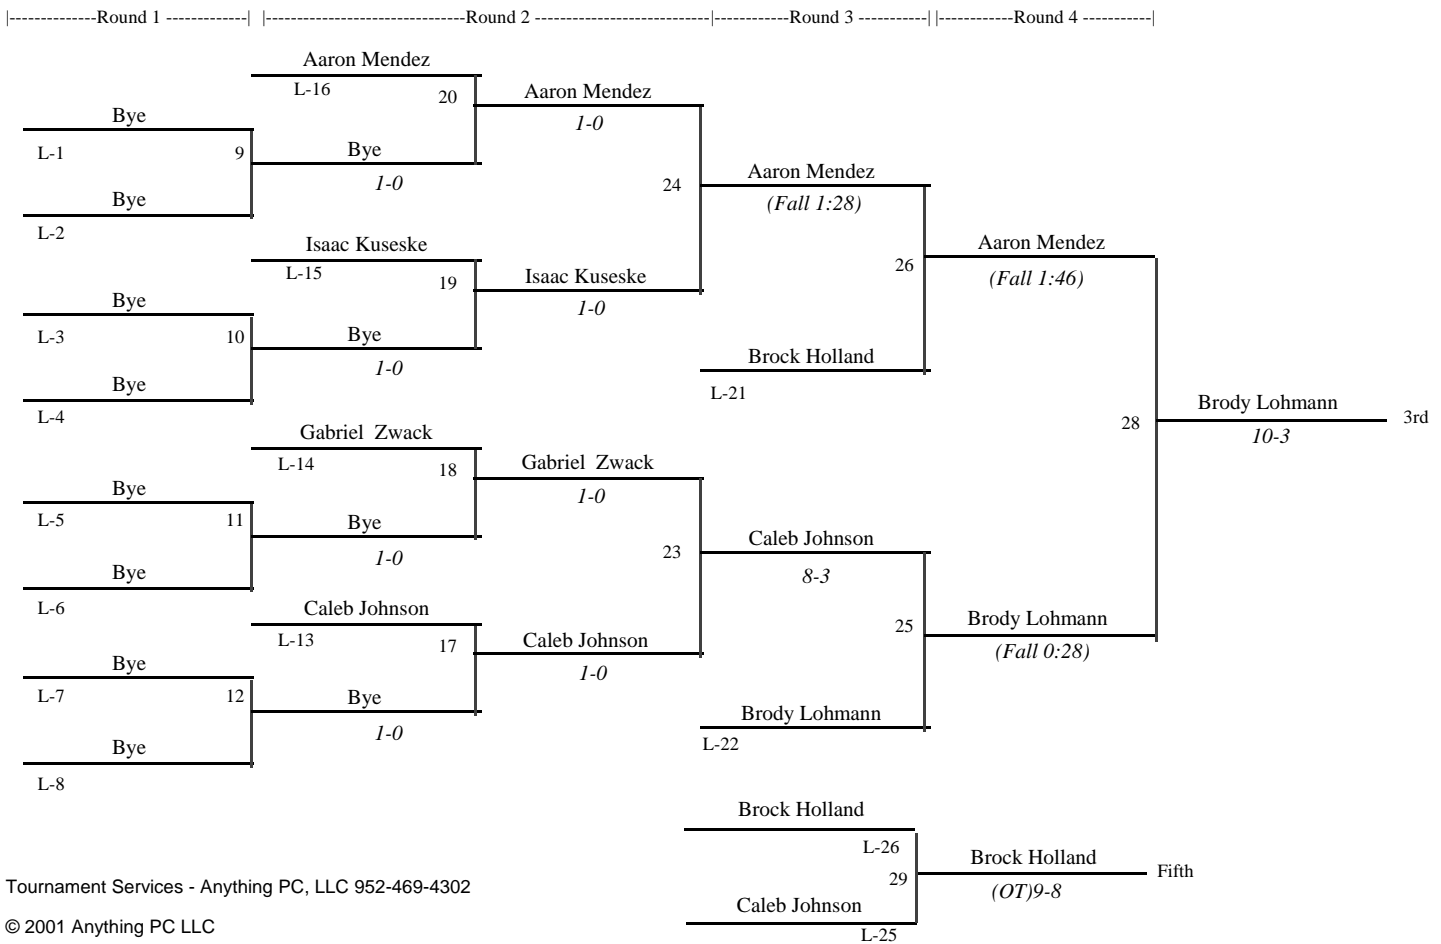 |-------------Round 1 -------------| |-----------------------------Round 2 -------------------------|------------Round 3 -----------| |------------Round 4 -----------|
Aaron Mendez
L-16
20
Aaron Mendez
1-0
Bye
L-1
9
Bye
1-0
Bye
L-2
24
Aaron Mendez
(Fall 1:28)
Isaac Kuseske
L-15
19
Isaac Kuseske
1-0
Bye
L-3
10
Bye
1-0
Bye
L-4
26
Aaron Mendez
(Fall 1:46)
Brock Holland
L-21
28
Brody Lohmann
3rd
10-3
Gabriel  Zwack
L-14
18
Gabriel  Zwack
1-0
Bye
L-5
11
Bye
1-0
Bye
L-6
23
Caleb Johnson
8-3
Caleb Johnson
L-13
17
Caleb Johnson
1-0
Bye
L-7
12
Bye
1-0
Bye
L-8
25
Brody Lohmann
(Fall 0:28)
Brody Lohmann
L-22
Brock Holland
L-26
29
Brock Holland
Fifth
(OT)9-8
Caleb Johnson
L-25
Tournament Services - Anything PC, LLC 952-469-4302
© 2001 Anything PC LLC